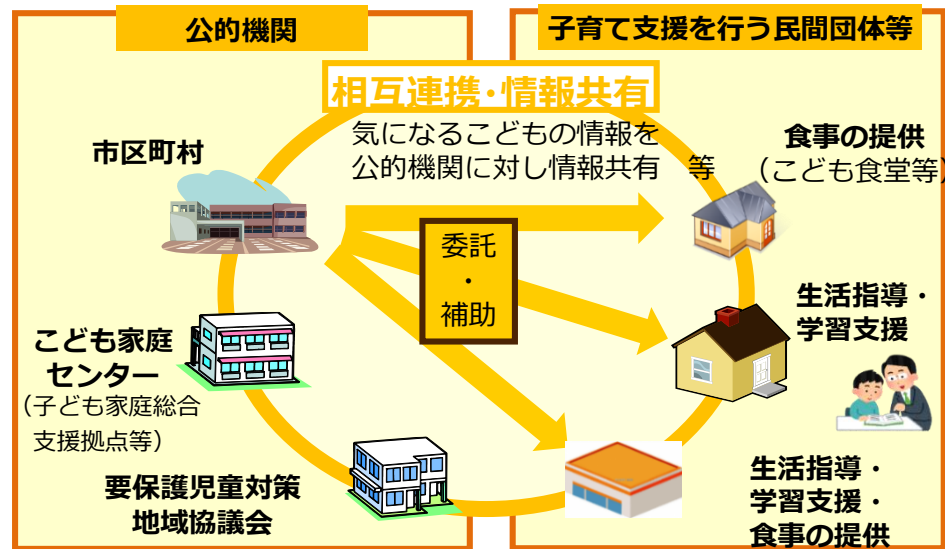 公的機関
子育て支援を行う民間団体等
相互連携・情報共有
気になるこどもの情報を
公的機関に対し情報共有　等
市区町村
食事の提供
（こども食堂等）
委託
・
補助
生活指導・
学習支援
こども家庭
センター
（子ども家庭総合
支援拠点等）
要保護児童対策
地域協議会
生活指導・
学習支援・
食事の提供